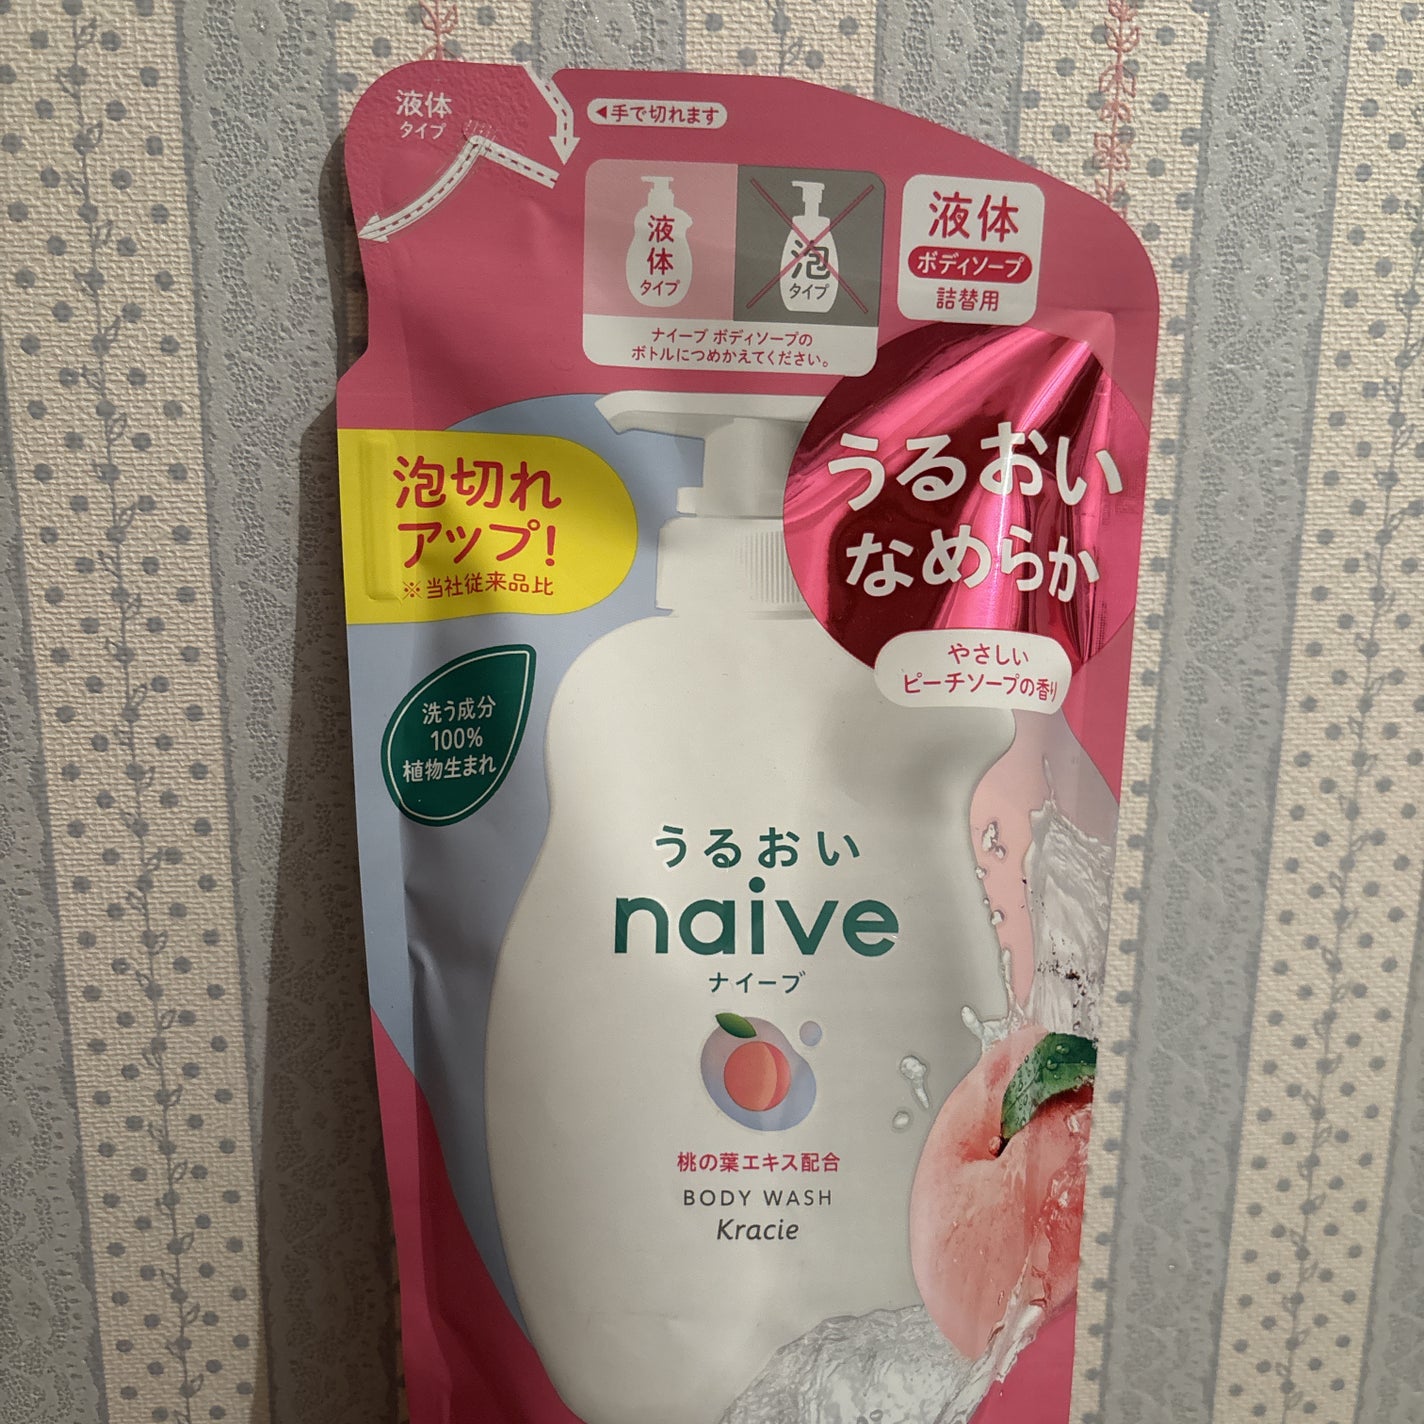 液体
タイプ
◀手で切れます
液体
タイプ
泡
タイプ
ナイーブ ボディソープの
ボトルにつめかえてください。
液体
ボディソープ
詰替用
泡切れ
アップ!
※当社従来品比
うるおい
なめらか
やさしい
ピーチソープの香り
洗う成分
100%
植物生まれ
うるおい
naive
ナイーブ
桃の葉エキス配合
BODY WASH
Kracie